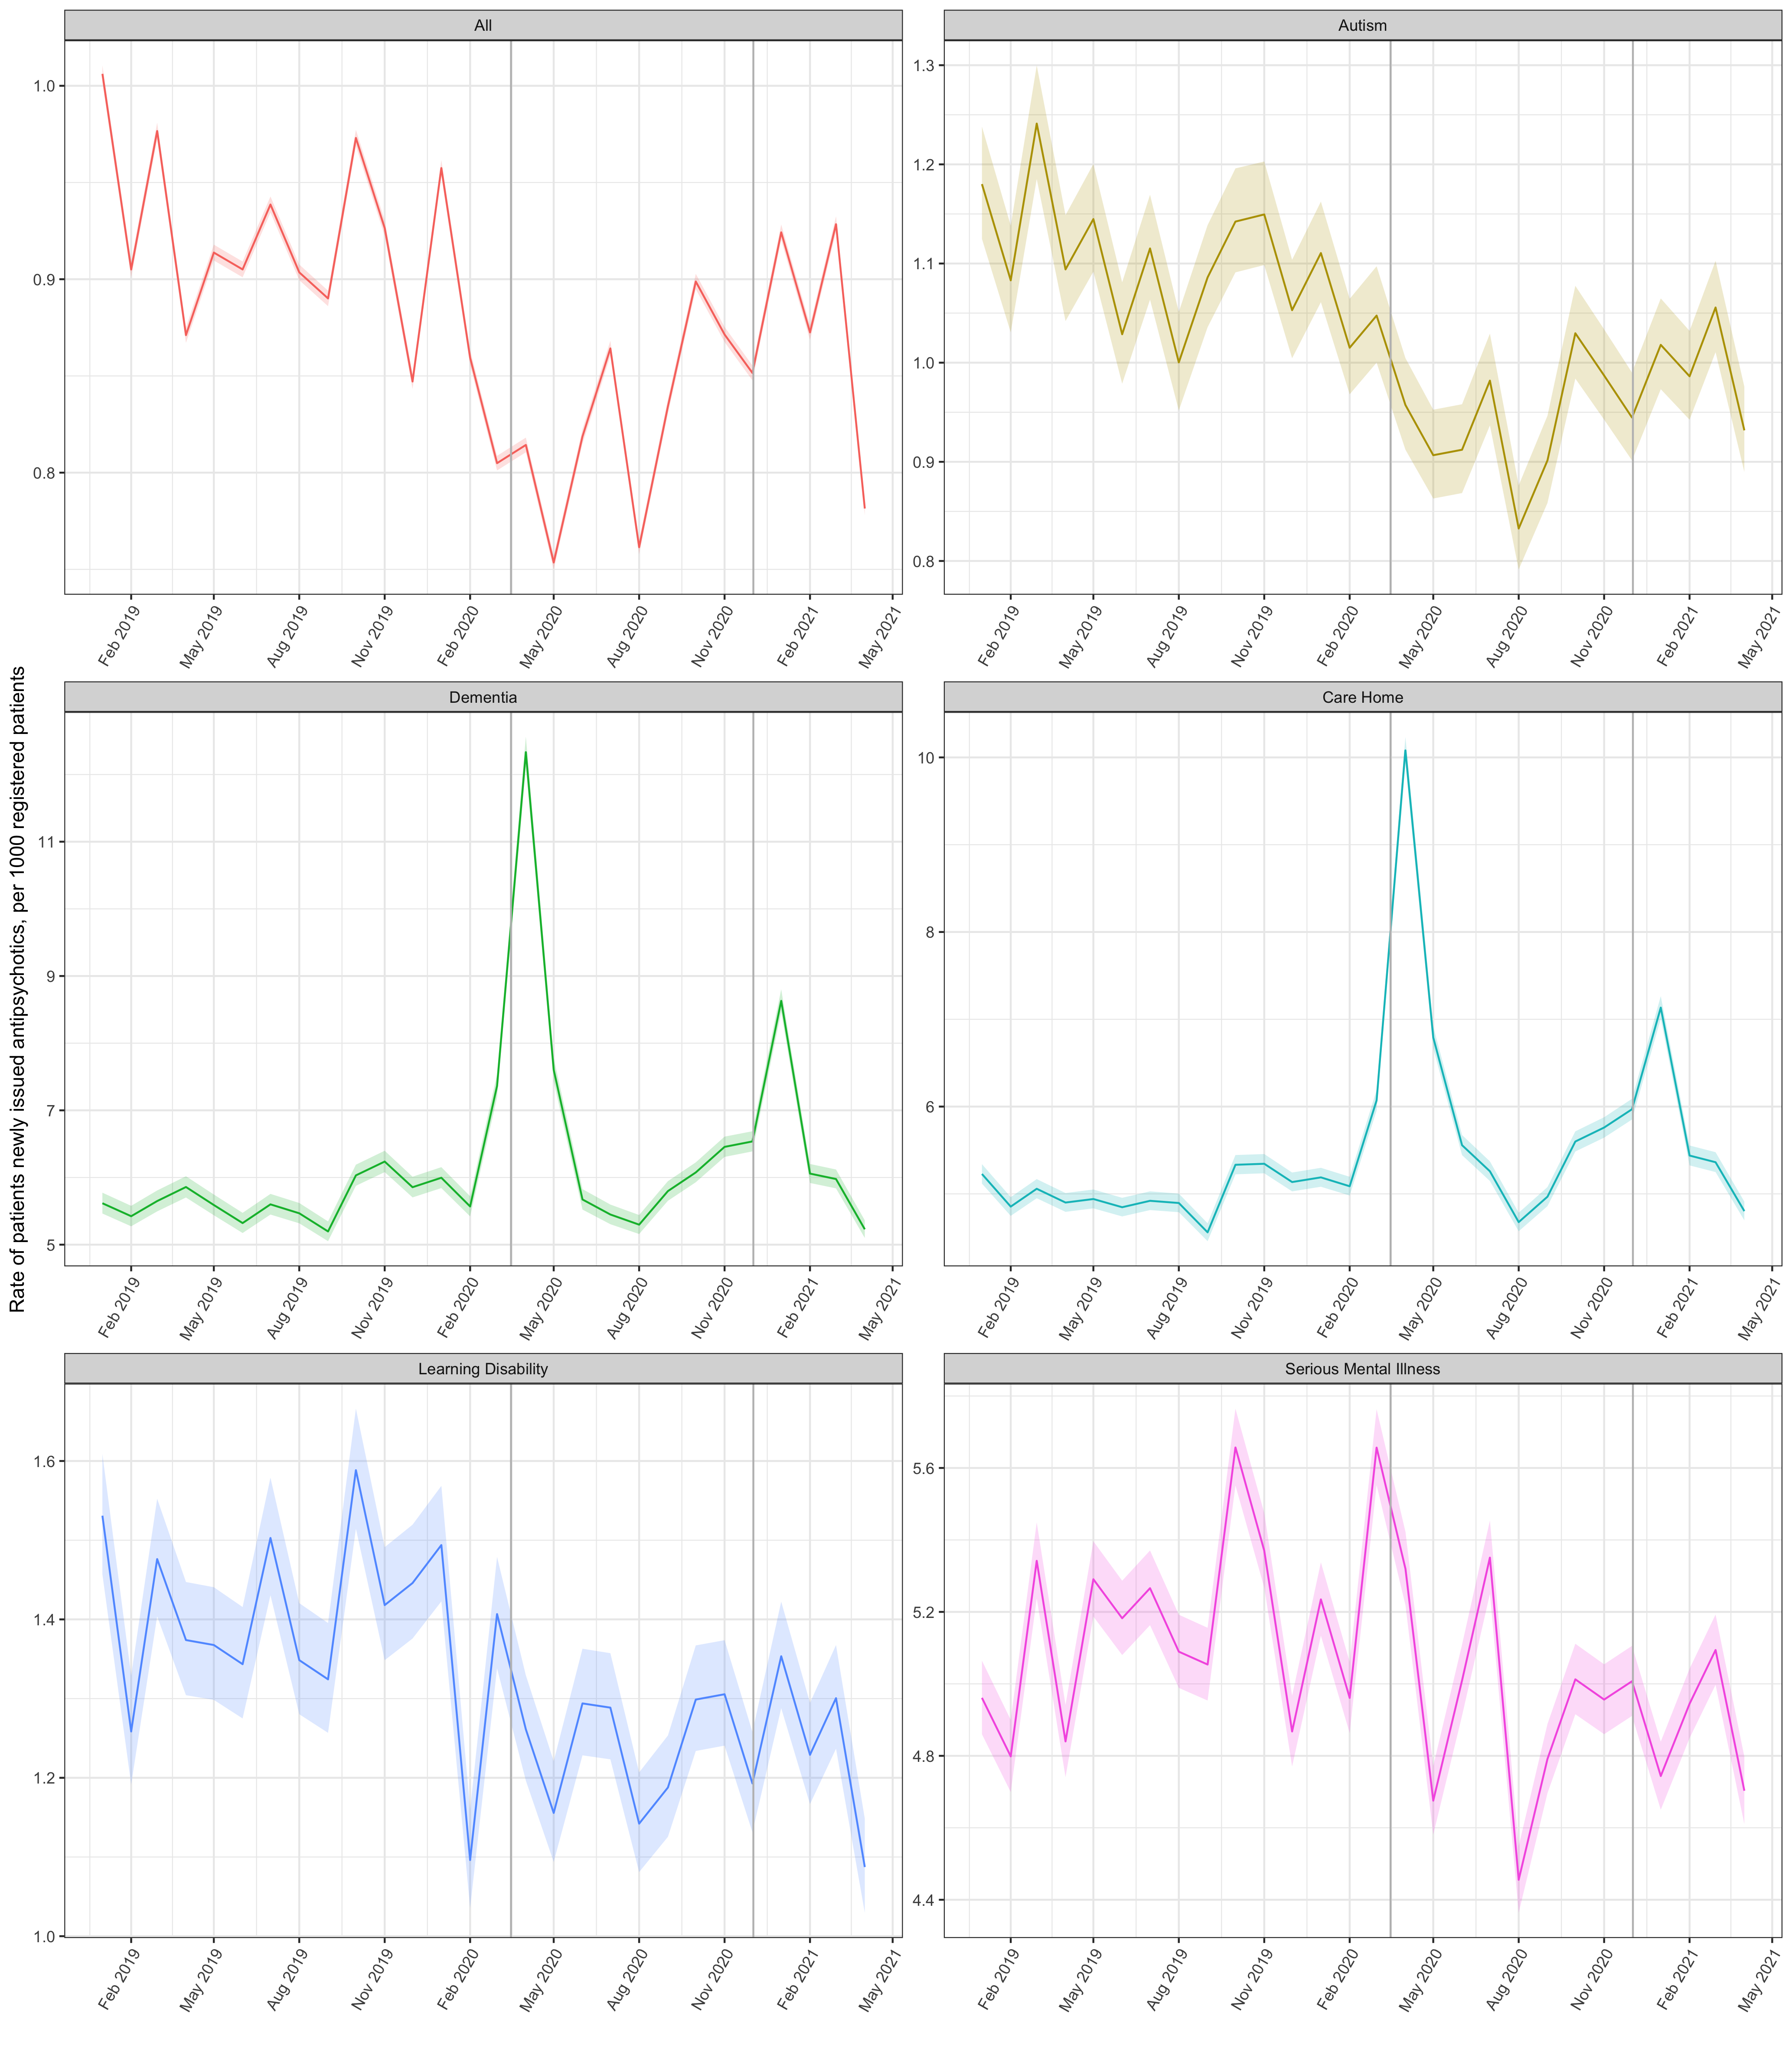 Rate of patients newly issued antipsychotics, per 1000 registered patients
All
1.0
0.9
0.8
Feb 2019
May 2019
Aug 2019
Nov 2019
Feb 2020
May 2020
Aug 2020
Nov 2020
Feb 2021
May 2021
Autism
1.3
1.2
1.1
1.0
0.9
0.8
Feb 2019
May 2019
Aug 2019
Nov 2019
Feb 2020
May 2020
Aug 2020
Nov 2020
Feb 2021
May 2021
Dementia
11
9
7
5
Feb 2019
May 2019
Aug 2019
Nov 2019
Feb 2020
May 2020
Aug 2020
Nov 2020
Feb 2021
May 2021
Care Home
10
8
6
Feb 2019
May 2019
Aug 2019
Nov 2019
Feb 2020
May 2020
Aug 2020
Nov 2020
Feb 2021
May 2021
Learning Disability
1.6
1.4
1.2
1.0
Feb 2019
May 2019
Aug 2019
Nov 2019
Feb 2020
May 2020
Aug 2020
Nov 2020
Feb 2021
May 2021
Serious Mental Illness
5.6
5.2
4.8
4.4
Feb 2019
May 2019
Aug 2019
Nov 2019
Feb 2020
May 2020
Aug 2020
Nov 2020
Feb 2021
May 2021